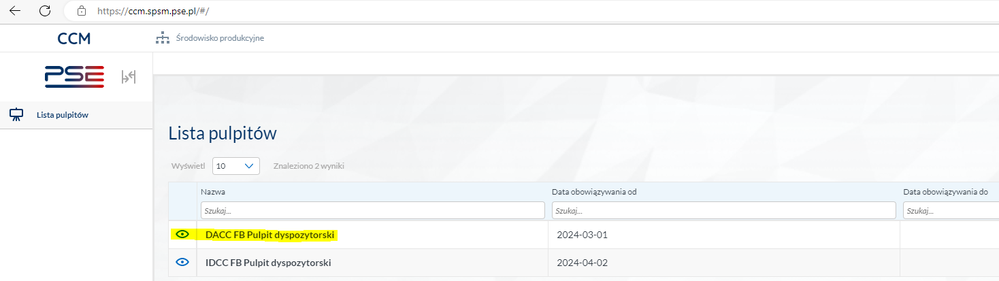 https://ccm.spsm.pse.pl/#/
CCM
Środowisko produkcyjne
PSE
Lista pulpitów
Lista pulpitów
Wyświetl 10 Znaleziono 2 wyniki
Nazwa Data obowiązywania od Data obowiązywania do
Szukaj... Szukaj... Szukaj...
DACC FB Pulpit dyspozytorski 2024-03-01
IDCC FB Pulpit dyspozytorski 2024-04-02